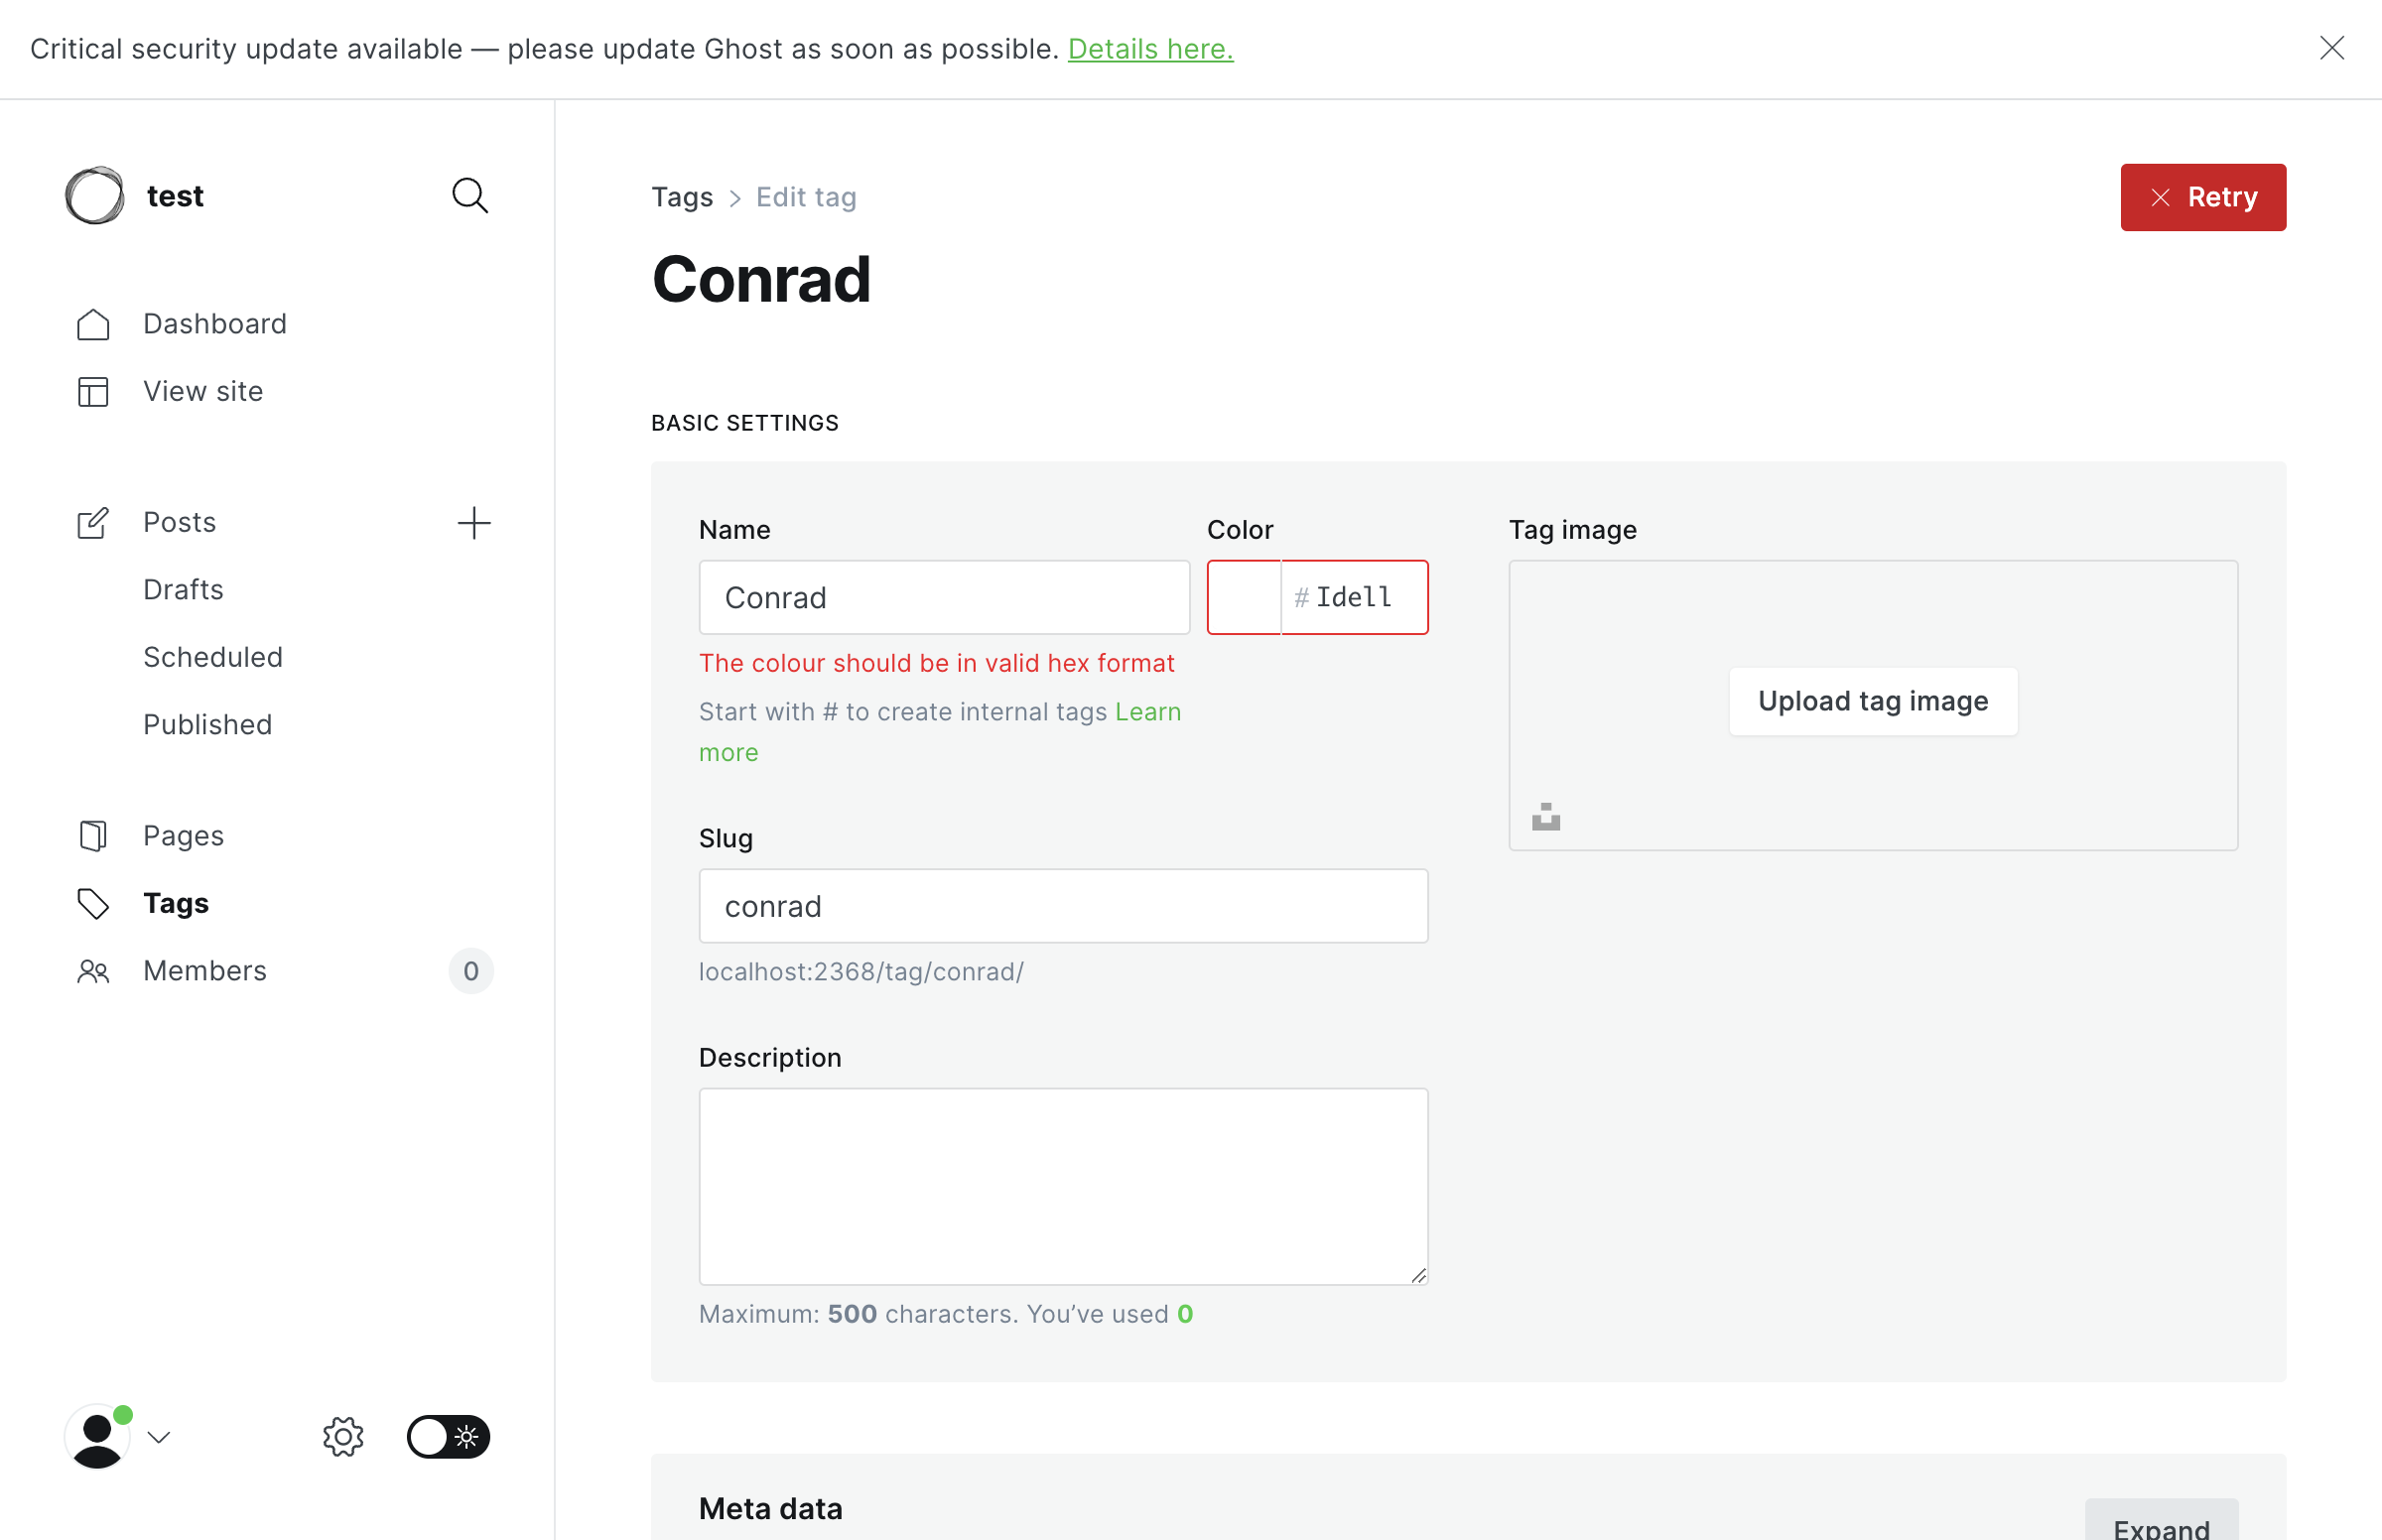 Critical security update available — please update Ghost as soon as possible. Details here.
test
Dashboard
View site
Posts
Drafts
Scheduled
Published
Pages
Tags
Members
0
Tags > Edit tag
Retry
Conrad
BASIC SETTINGS
Name
Conrad
Color
# Idell
The colour should be in valid hex format
Start with # to create internal tags Learn
more
Slug
conrad
localhost:2368/tag/conrad/
Description
Maximum: 500 characters. You’ve used 0
Tag image
Upload tag image
Meta data
Expand